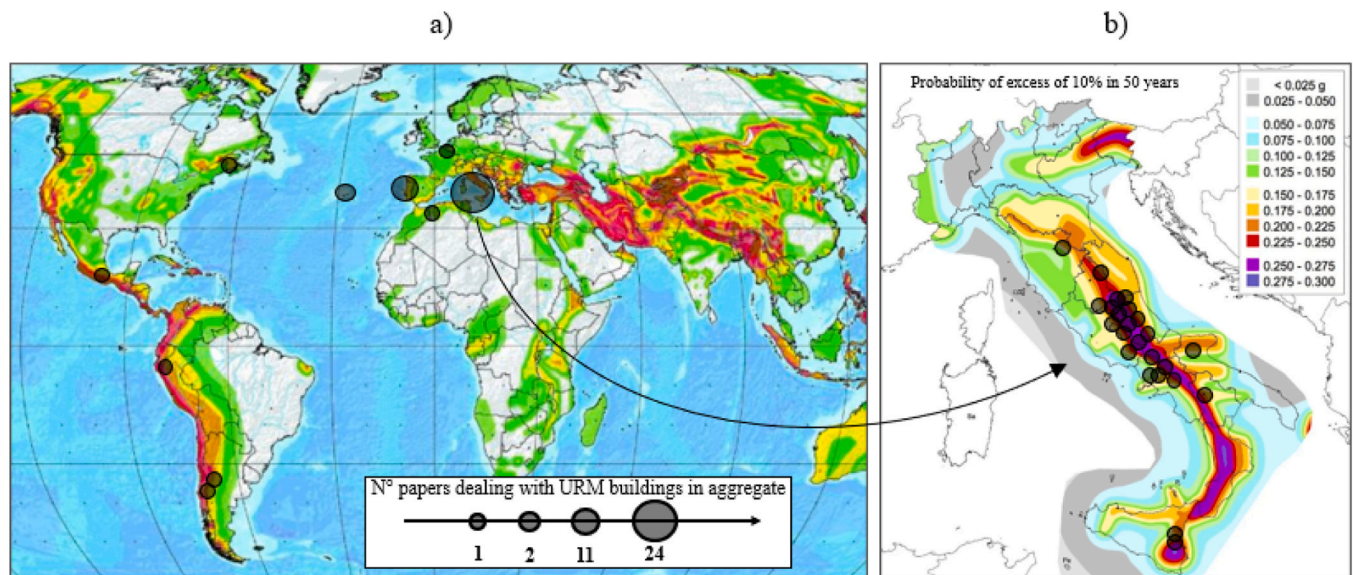 a)
b)
Probability of excess of 10% in 50 years
< 0.025 g
0.025 - 0.050
0.050 - 0.075
0.075 - 0.100
0.100 - 0.125
0.125 - 0.150
0.150 - 0.175
0.175 - 0.200
0.200 - 0.225
0.225 - 0.250
0.250 - 0.275
0.275 - 0.300
N° papers dealing with URM buildings in aggregate
1 2 11 24